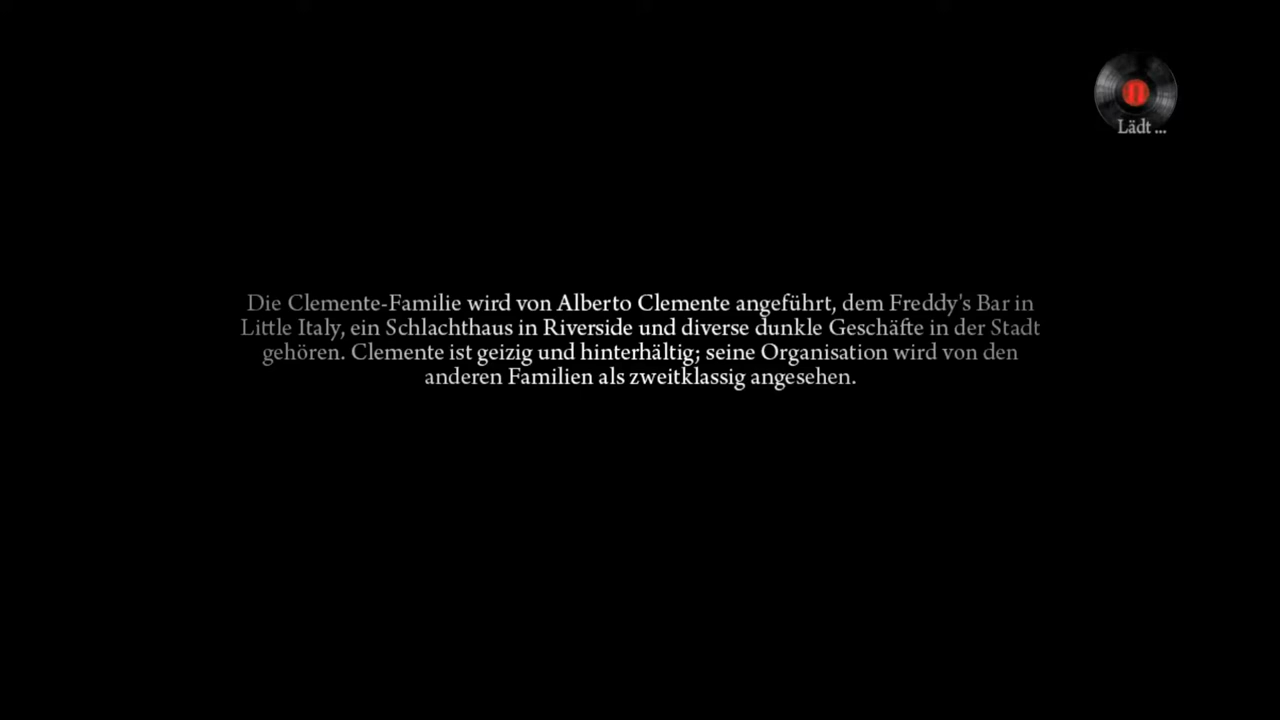 Lädt ...
Die Clemente-Familie wird von Alberto Clemente angeführt, dem Freddy's Bar in
Little Italy, ein Schlachthaus in Riverside und diverse dunkle Geschäfte in der Stadt
gehören. Clemente ist geizig und hinterhältig; seine Organisation wird von den
anderen Familien als zweitklassig angesehen.